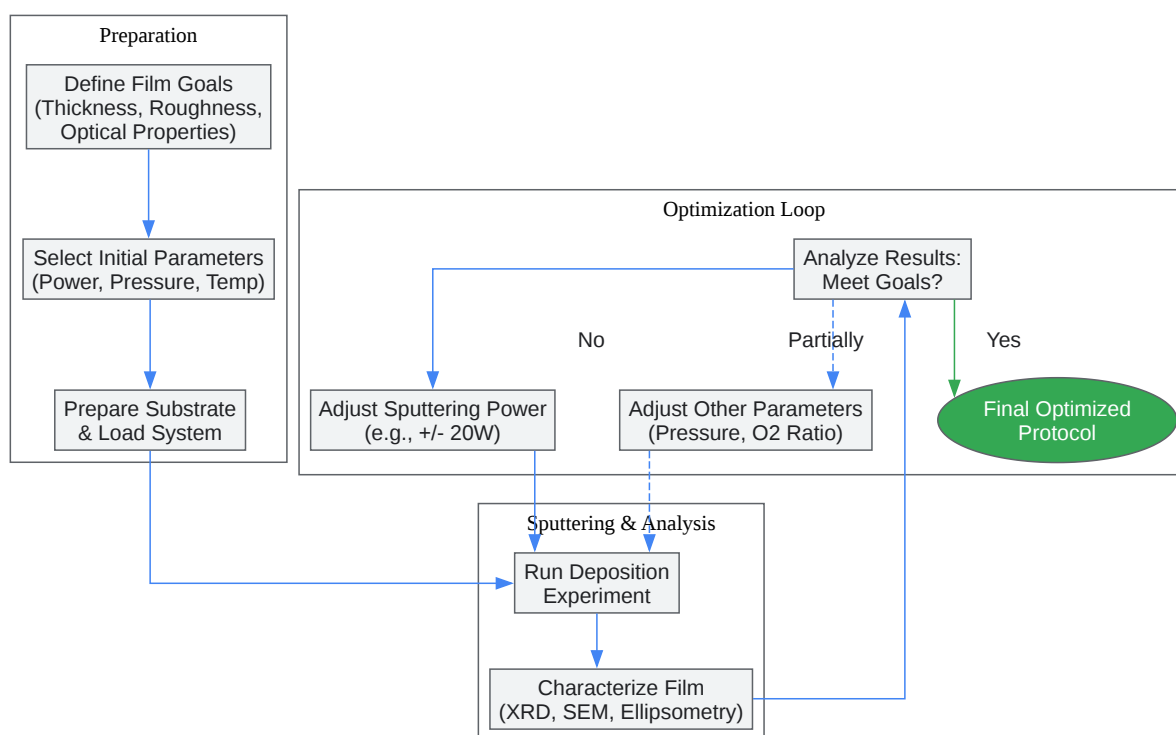 Preparation
Define Film Goals
(Thickness, Roughness,
Optical Properties)
Select Initial Parameters
(Power, Pressure, Temp)
Prepare Substrate
& Load System
Optimization Loop
Analyze Results:
Meet Goals?
No
Partially
Yes
Adjust Sputtering Power
(e.g., +/- 20W)
Adjust Other Parameters
(Pressure, O2 Ratio)
Final Optimized
Protocol
Sputtering & Analysis
Run Deposition
Experiment
Characterize Film
(XRD, SEM, Ellipsometry)